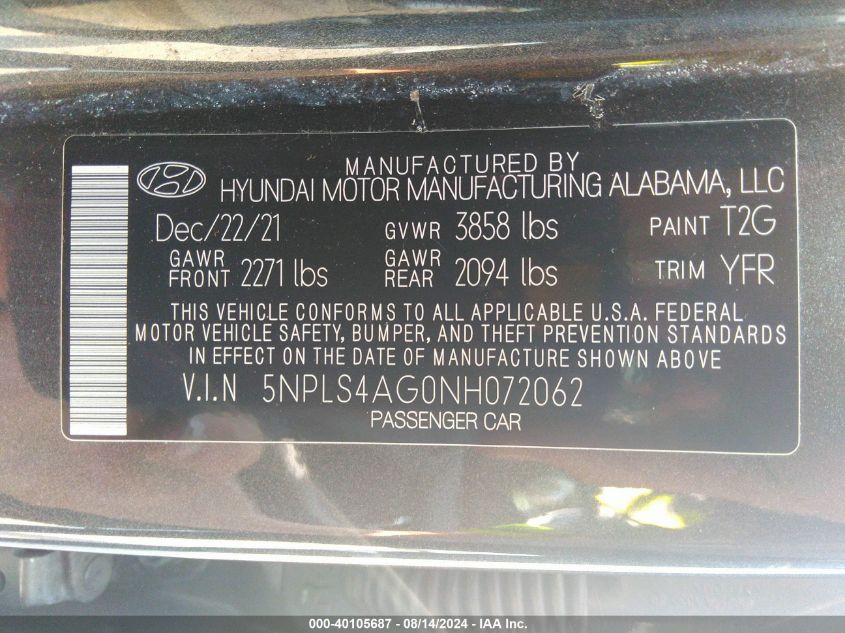 MANUFACTURED BY
HYUNDAI MOTOR MANUFACTURING ALABAMA, LLC
Dec/22/21 GVWR 3858 lbs PAINT T2G
GAWR FRONT 2271 lbs GAWR REAR 2094 lbs TRIM YFR
THIS VEHICLE CONFORMS TO ALL APPLICABLE U.S.A. FEDERAL
MOTOR VEHICLE SAFETY, BUMPER, AND THEFT PREVENTION STANDARDS
IN EFFECT ON THE DATE OF MANUFACTURE SHOWN ABOVE
V.I.N 5NPLS4AG0NH072062
PASSENGER CAR
000-40105687 - 08/14/2024 - IAA Inc.